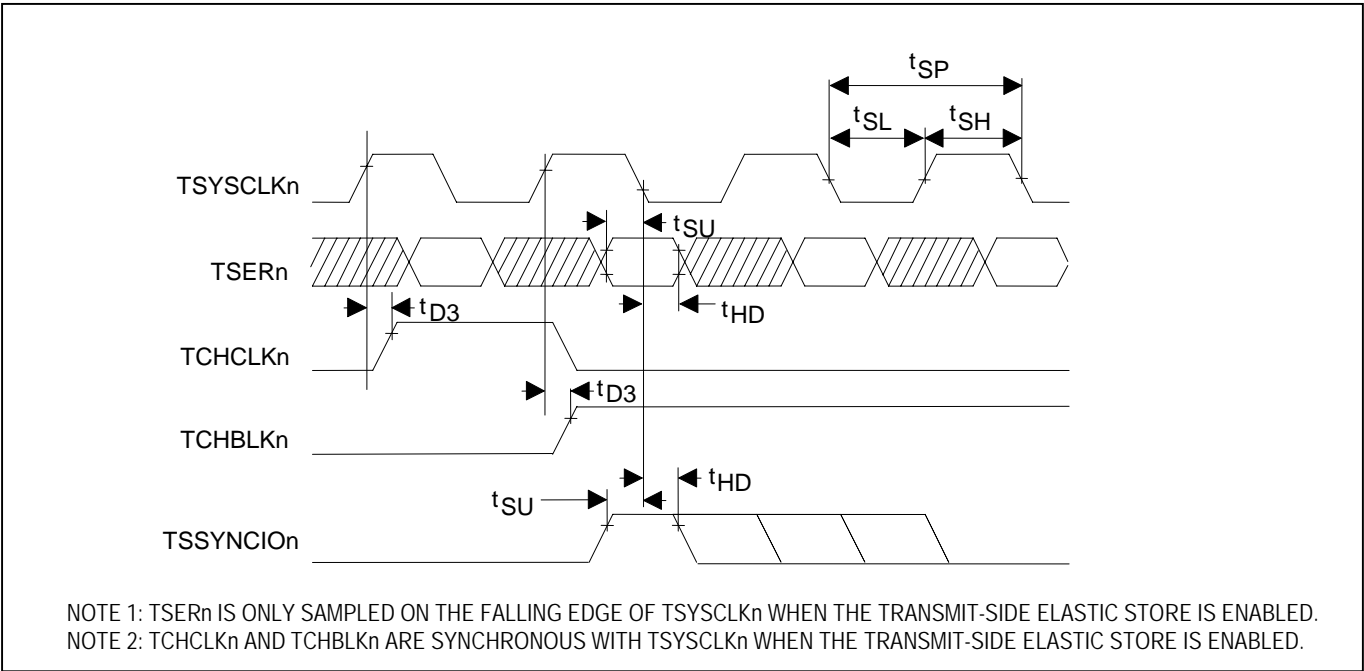 tSP
tSL tSH
TSYSCLKn
tSU
TSERn
tHD
tD3
TCHCLKn
tD3
TCHBLKn
tHD
tSU
TSSYNCIOn
NOTE 1: TSERn IS ONLY SAMPLED ON THE FALLING EDGE OF TSYSCLKn WHEN THE TRANSMIT-SIDE ELASTIC STORE IS ENABLED.
NOTE 2: TCHCLKn AND TCHBLKn ARE SYNCHRONOUS WITH TSYSCLKn WHEN THE TRANSMIT-SIDE ELASTIC STORE IS ENABLED.